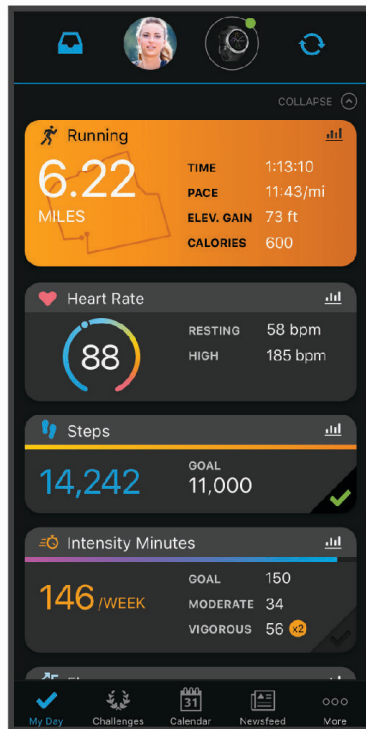 COLLAPSE
Running
6.22
MILES
TIME 1:13:10
PACE 11:43/mi
ELEV. GAIN 73 ft
CALORIES 600
Heart Rate
88
RESTING 58 bpm
HIGH 185 bpm
Steps
14,242
GOAL
11,000
Intensity Minutes
146 /WEEK
GOAL 150
MODERATE 34
VIGOROUS 56 x2
31
My Day Challenges Calendar Newsfeed More